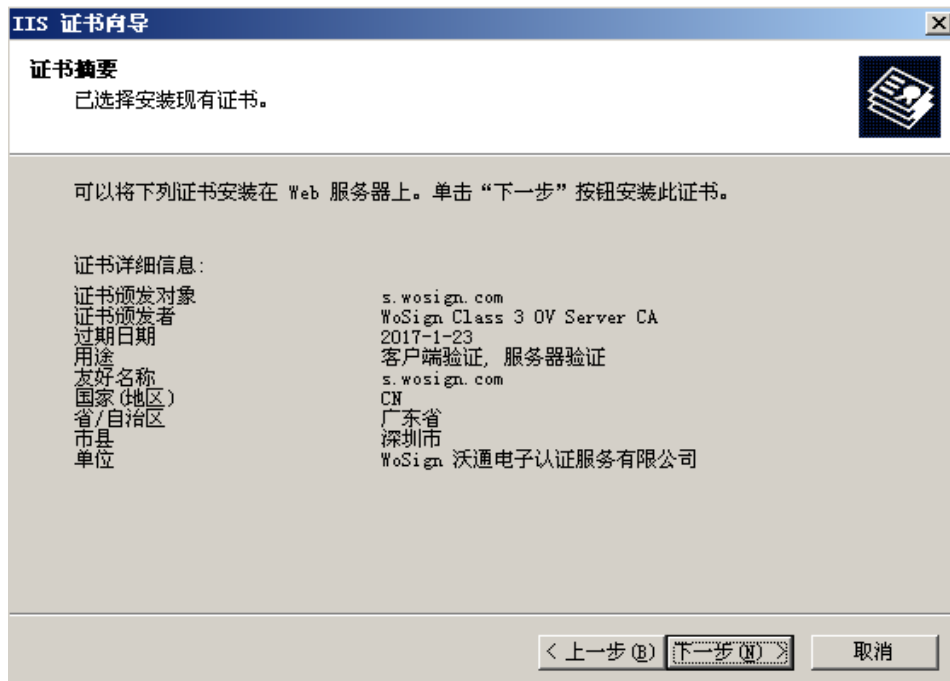 IIS 证书向导
证书摘要
已选择安装现有证书。
可以将下列证书安装在 Web 服务器上。单击“下一步”按钮安装此证书。
证书详细信息:
证书颁发对象 s.wosign.com
证书颁发者 WoSign Class 3 OV Server CA
过期日期 2017-1-23
用途 客户端验证, 服务器验证
友好名称 s.wosign.com
国家(地区) CN
省/自治区 广东省
市县 深圳市
单位 WoSign 沃通电子认证服务有限公司
< 上一步(B) 下一步(N) > 取消